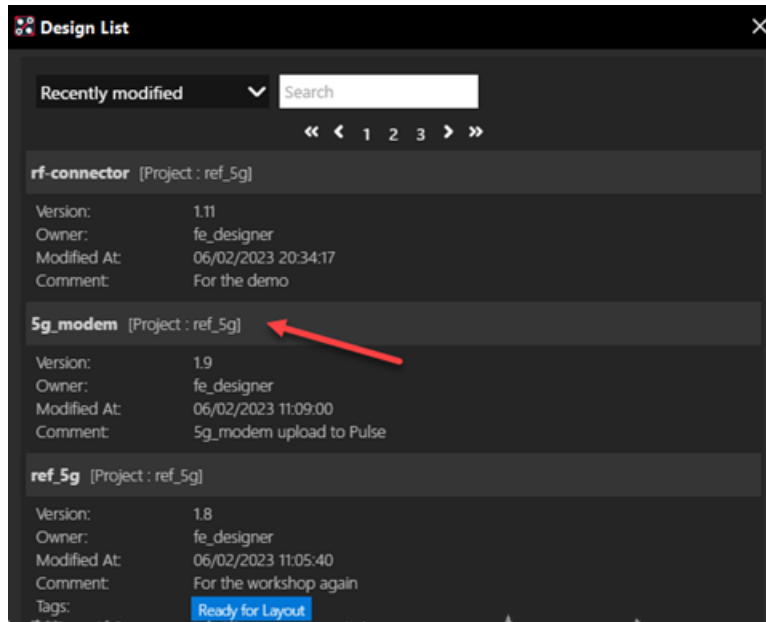 Design List
Recently modified Search
« < 1 2 3 > »
rf-connector [Project : ref_5g]
Version: 1.11
Owner: fe_designer
Modified At: 06/02/2023 20:34:17
Comment: For the demo
5g_modem [Project : ref_5g]
Version: 1.9
Owner: fe_designer
Modified At: 06/02/2023 11:09:00
Comment: 5g_modem upload to Pulse
ref_5g [Project : ref_5g]
Version: 1.8
Owner: fe_designer
Modified At: 06/02/2023 11:05:40
Comment: For the workshop again
Tags: Ready for Layout